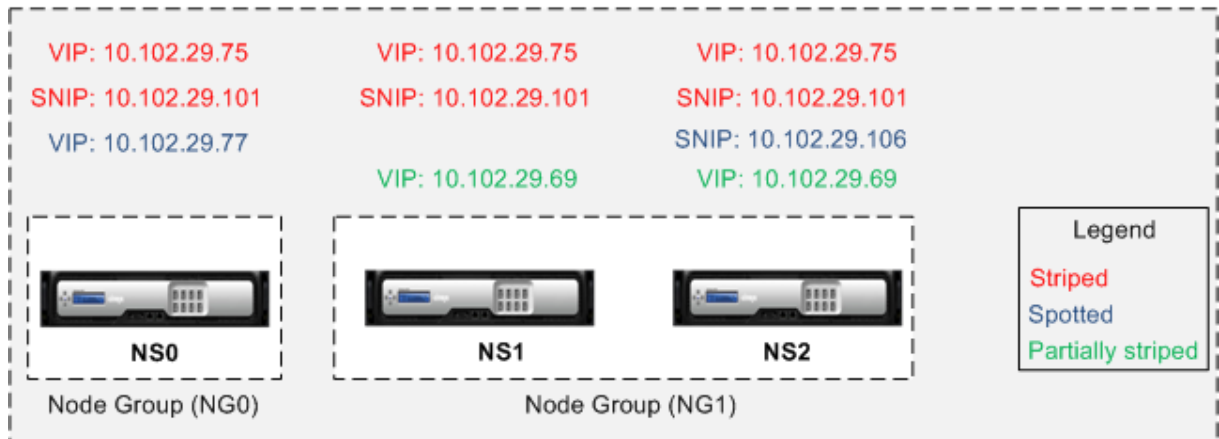 VIP: 10.102.29.75 VIP: 10.102.29.75 VIP: 10.102.29.75
SNIP: 10.102.29.101 SNIP: 10.102.29.101 SNIP: 10.102.29.101
VIP: 10.102.29.77 SNIP: 10.102.29.106
VIP: 10.102.29.69 VIP: 10.102.29.69
NS0 NS1 NS2
Node Group (NG0) Node Group (NG1)
Legend
Striped
Spotted
Partially striped